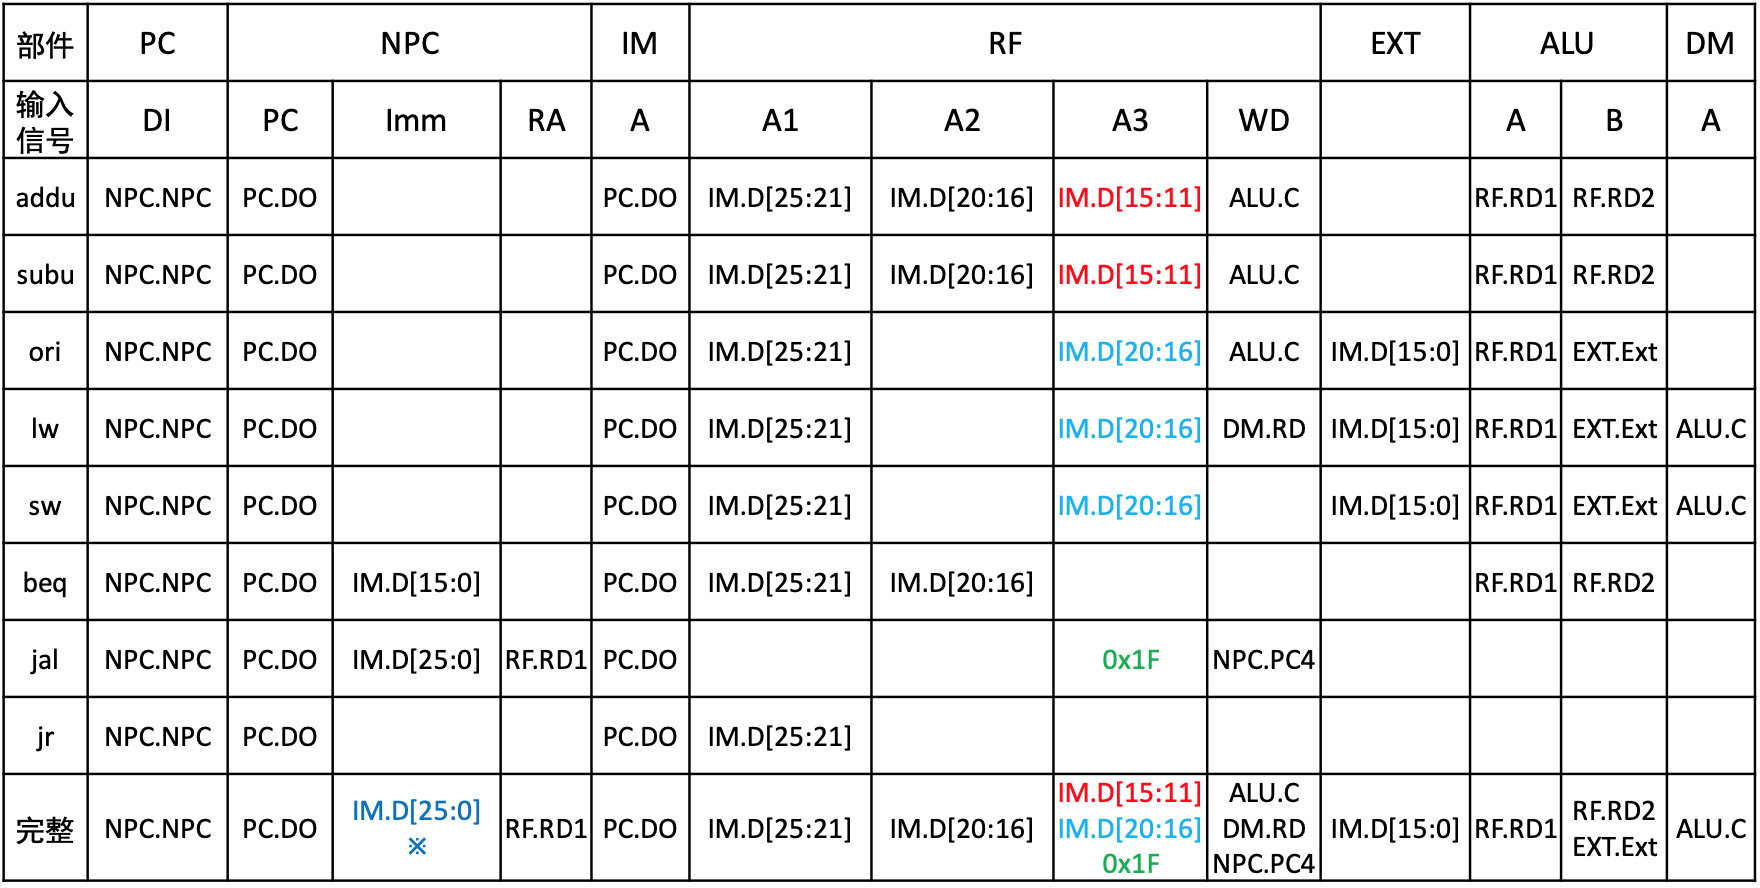 部件 PC NPC IM RF EXT ALU DM
输入信号 DI PC Imm RA A A1 A2 A3 WD A B A
addu NPC.NPC PC.DO PC.DO IM.D[25:21] IM.D[20:16] IM.D[15:11] ALU.C RF.RD1 RF.RD2
subu NPC.NPC PC.DO PC.DO IM.D[25:21] IM.D[20:16] IM.D[15:11] ALU.C RF.RD1 RF.RD2
ori NPC.NPC PC.DO PC.DO IM.D[25:21] IM.D[20:16] ALU.C IM.D[15:0] RF.RD1 EXT.Ext
lw NPC.NPC PC.DO PC.DO IM.D[25:21] IM.D[20:16] DM.RD IM.D[15:0] RF.RD1 EXT.Ext ALU.C
sw NPC.NPC PC.DO PC.DO IM.D[25:21] IM.D[20:16] IM.D[15:0] RF.RD1 EXT.Ext ALU.C
beq NPC.NPC PC.DO IM.D[15:0] PC.DO IM.D[25:21] IM.D[20:16] RF.RD1 RF.RD2
jal NPC.NPC PC.DO IM.D[25:0] RF.RD1 PC.DO 0x1F NPC.PC4
jr NPC.NPC PC.DO PC.DO IM.D[25:21]
完整 NPC.NPC PC.DO IM.D[25:0] ※ RF.RD1 PC.DO IM.D[25:21] IM.D[20:16] IM.D[15:11] IM.D[20:16] 0x1F ALU.C DM.RD NPC.PC4 IM.D[15:0] RF.RD1 RF.RD2 EXT.Ext ALU.C